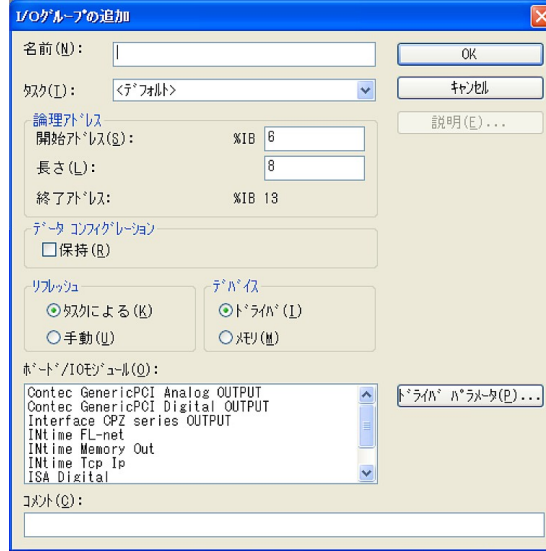 I/Oｸﾞﾙｰﾌﾟの追加
名前(N):
OK
ﾀｽｸ(T): <ﾃﾞﾌｫﾙﾄ>
ｷｬﾝｾﾙ
説明(E)...
論理ｱﾄﾞﾚｽ
開始ｱﾄﾞﾚｽ(S): %IB 6
長さ(L): 8
終了ｱﾄﾞﾚｽ: %IB 13
ﾃﾞｰﾀ ｺﾝﾌｨｸﾞﾚｰｼｮﾝ
保持(R)
ﾘﾌﾚｯｼｭ
ﾀｽｸによる(K)
手動(U)
ﾃﾞﾊﾞｲｽ
ﾄﾞﾗｲﾊﾞ(I)
ﾒﾓﾘ(M)
ﾎﾞｰﾄﾞ/IOﾓｼﾞｭｰﾙ(O):
Contec GenericPCI Analog OUTPUT
Contec GenericPCI Digital OUTPUT
Interface CPZ series OUTPUT
INtime FL-net
INtime Memory Out
INtime Tcp Ip
ISA Digital
ﾄﾞﾗｲﾊﾞ ﾊﾟﾗﾒｰﾀ(P)...
ｺﾒﾝﾄ(C):